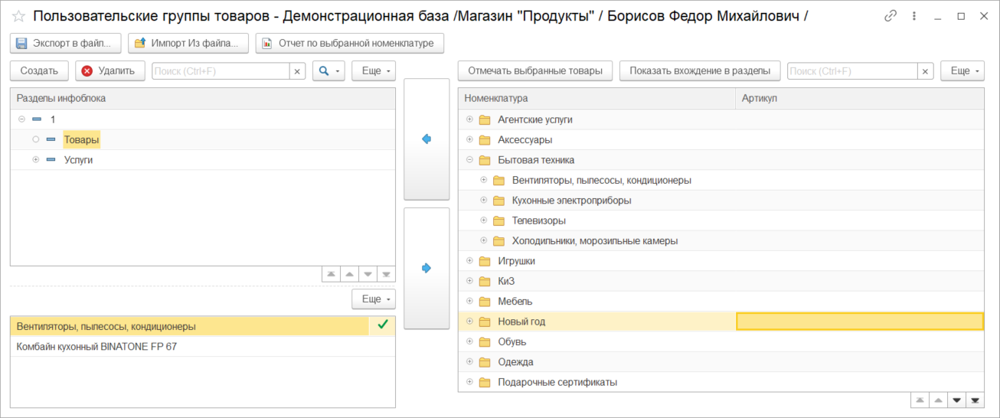 Пользовательские группы товаров - Демонстрационная база /Магазин "Продукты" / Борисов Федор Михайлович /
Экспорт в файл... Импорт Из файла... Отчет по выбранной номенклатуре
Создать Удалить Поиск (Ctrl+F) × Еще
Отмечать выбранные товары Показать вхождение в разделы Поиск (Ctrl+F) × Еще
Разделы инфоблока
1
Товары
Услуги
Еще
Вентиляторы, пылесосы, кондиционеры
Комбайн кухонный BINATONE FP 67
Номенклатура Артикул
Агентские услуги
Аксессуары
Бытовая техника
Вентиляторы, пылесосы, кондиционеры
Кухонные электроприборы
Телевизоры
Холодильники, морозильные камеры
Игрушки
КиЗ
Мебель
Новый год
Обувь
Одежда
Подарочные сертификаты